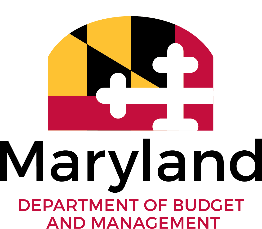 Maryland
DEPARTMENT OF BUDGET
AND MANAGEMENT